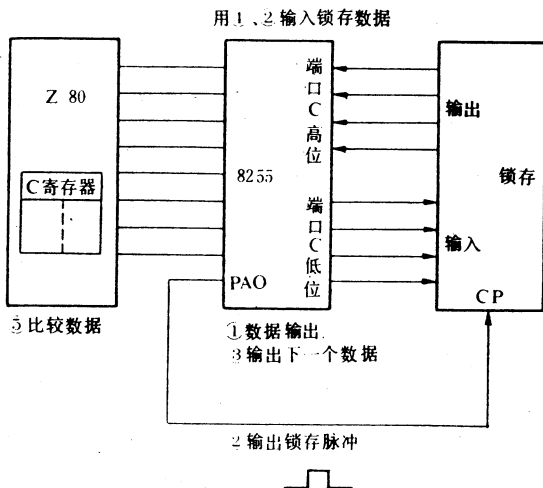 用①、②输入锁存数据
Z 80
C寄存器
8255
端口C高位
端口C低位
PAO
输出
锁存
输入
CP
⑤比较数据
①数据输出.
③输出下一个数据
②输出锁存脉冲